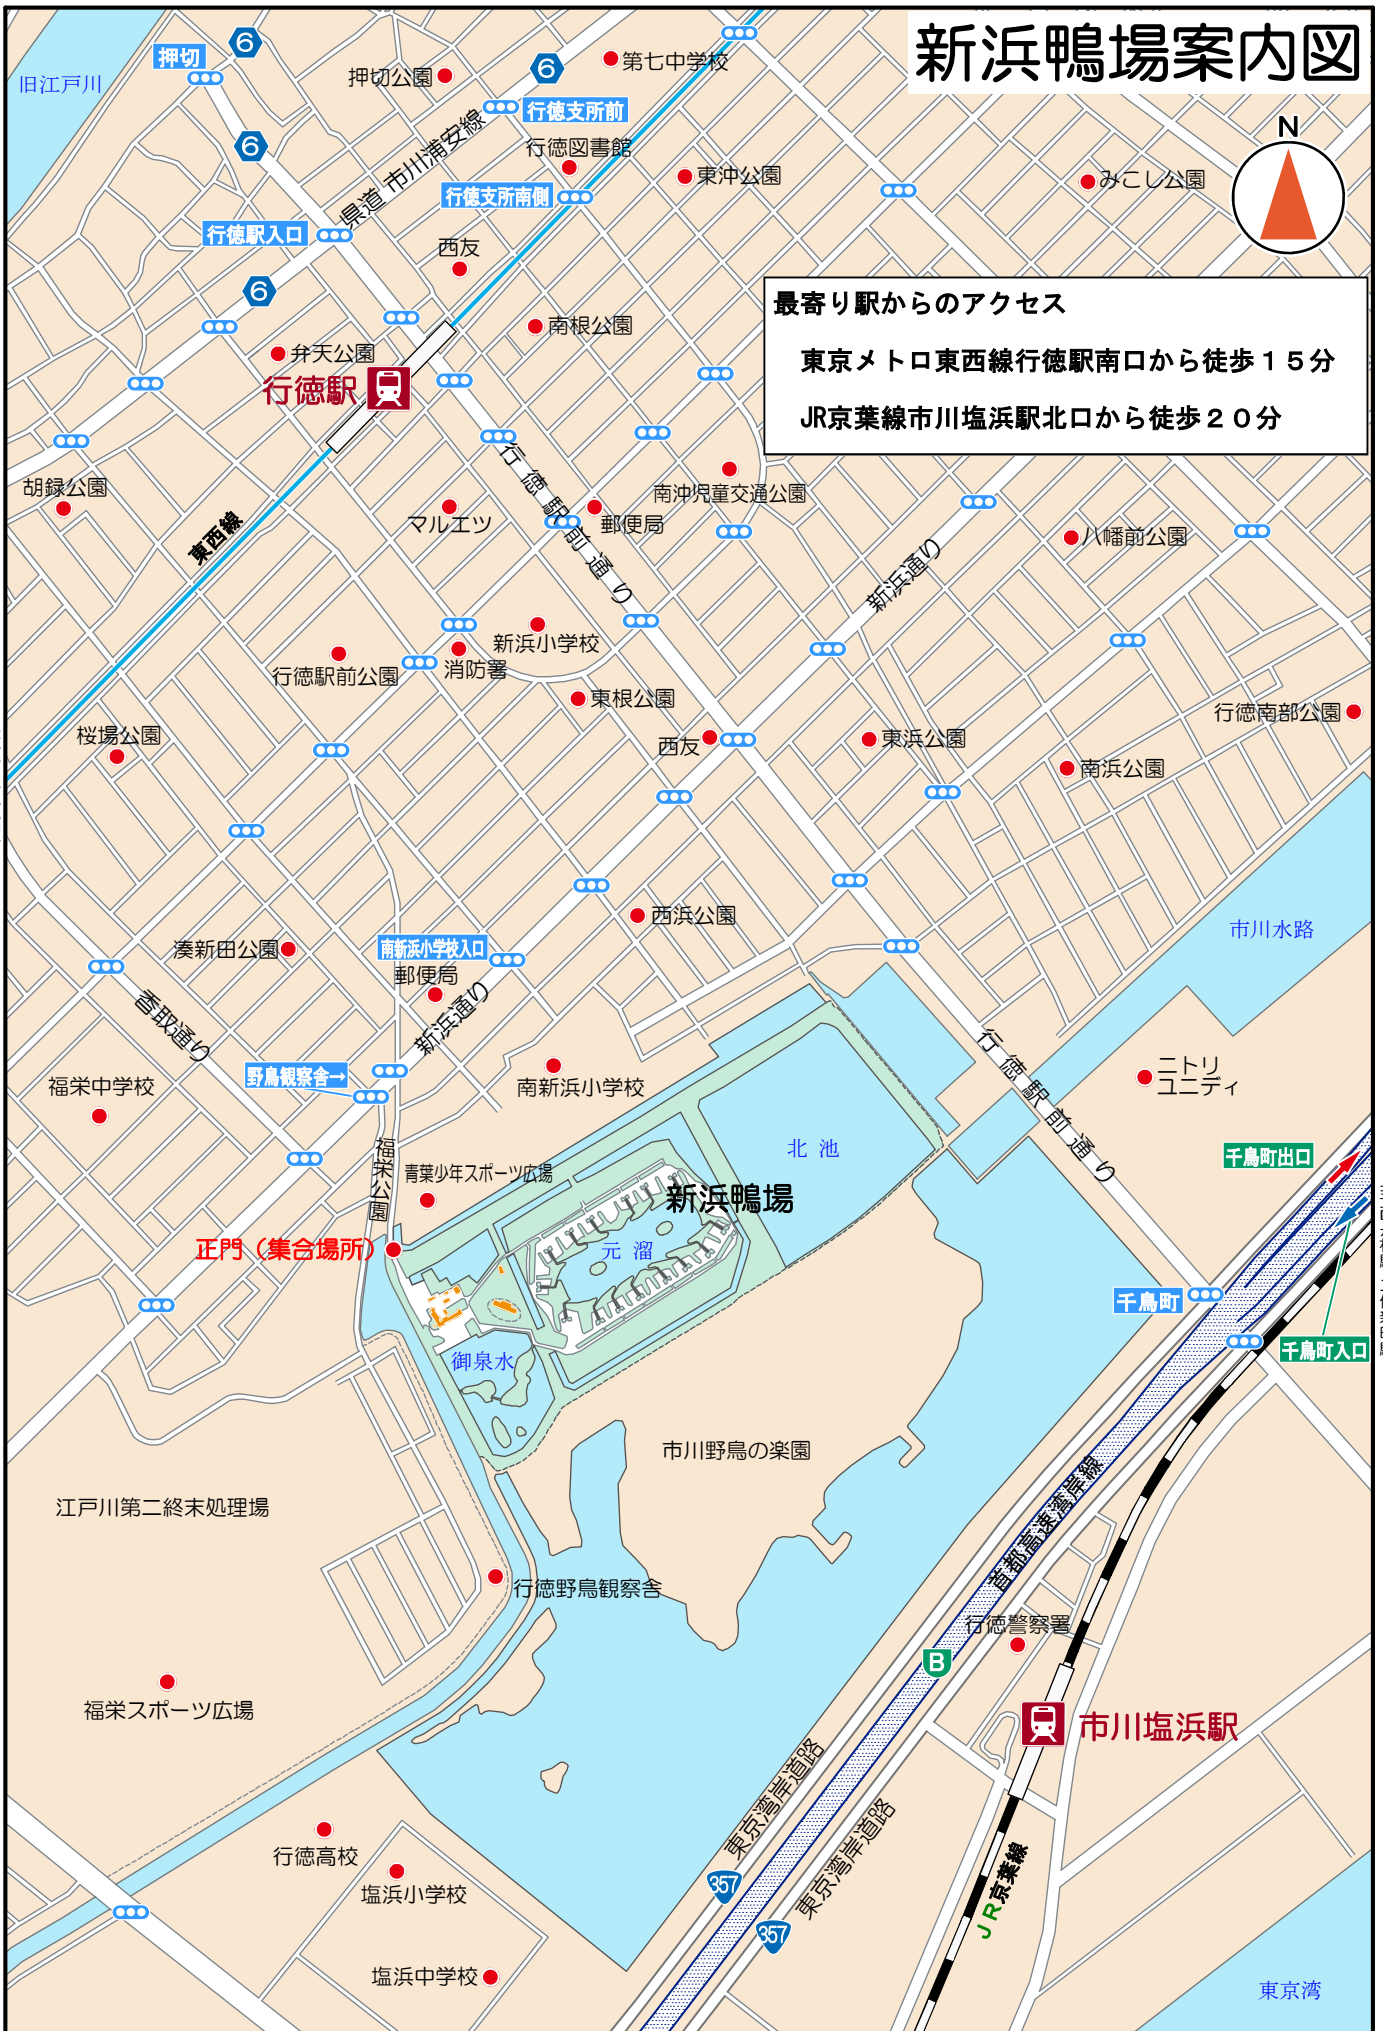 新浜鴨場案内図
N
最寄り駅からのアクセス
東京メトロ東西線行徳駅南口から徒歩１５分
JR京葉線市川塩浜駅北口から徒歩２０分
旧江戸川
押切
6
押切公園
6
第七中学校
行徳支所前
県道 市川浦安線
6
行徳図書館
東沖公園
みこし公園
行徳支所南側
行徳駅入口
西友
6
南根公園
弁天公園
行徳駅
胡録公園
東西線
マルエツ
行徳駅前通り
郵便局
南沖児童交通公園
新浜通り
八幡前公園
新浜小学校
消防署
行徳駅前公園
東根公園
桜場公園
西友
東浜公園
行徳南部公園
南浜公園
西浜公園
市川水路
湊新田公園
南新浜小学校入口
郵便局
新浜通り
香取通り
野鳥観察舎→
南新浜小学校
福栄中学校
行徳駅前通り
ニトリ
ユニディ
福栄公園
青葉少年スポーツ広場
北池
新浜鴨場
元溜
正門（集合場所）
御泉水
千鳥町出口
千鳥町
千鳥町入口
市川野鳥の楽園
江戸川第二終末処理場
首都高速湾岸線
行徳野鳥観察舎
行徳警察署
B
福栄スポーツ広場
市川塩浜駅
東京湾岸道路
357
東京湾岸道路
357
JR京葉線
行徳高校
塩浜小学校
塩浜中学校
東京湾